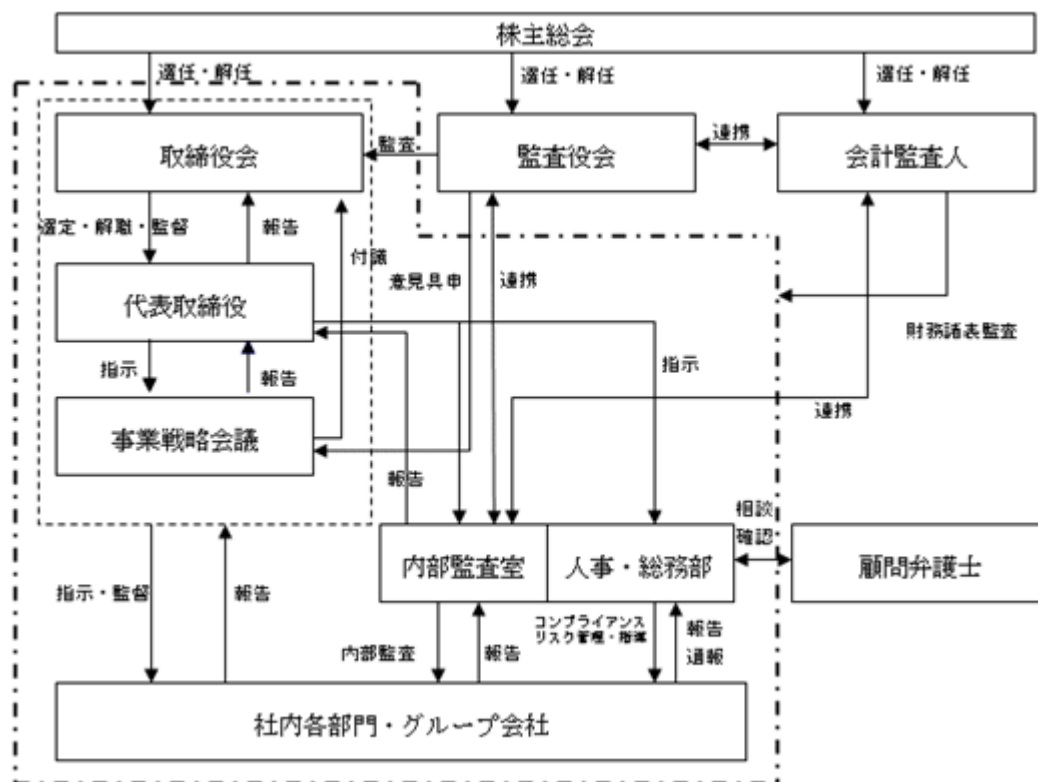 株主総会
選任・解任
選任・解任
選任・解任
取締役会
監査
監査役会
連携
会計監査人
選定・解職・監督
報告
付議
意見具申
連携
代表取締役
財務諸表監査
指示
報告
指示
連携
事業戦略会議
報告
相談
確認
内部監査室
人事・総務部
顧問弁護士
指示・監督
報告
内部監査
報告
コンプライアンス
リスク管理・指導
報告
通報
社内各部門・グループ会社